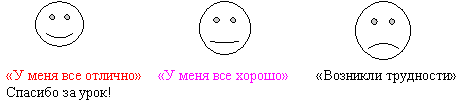 «У меня все отлично» «У меня все хорошо» «Возникли трудности»
Спасибо за урок!